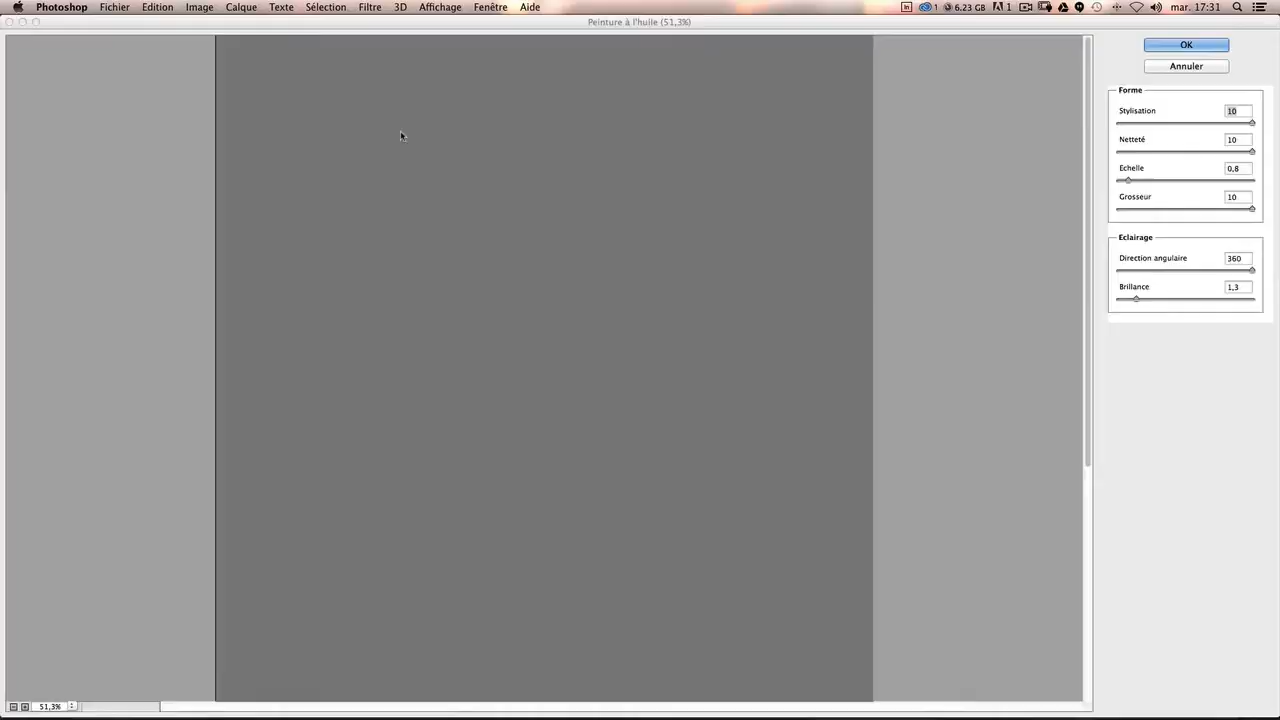 Photoshop Fichier Edition Image Calque Texte Sélection Filtre 3D Affichage Fenêtre Aide 1 6.23 GB 1 mar. 17:31
Peinture à l'huile (51,3%)
OK
Annuler
Forme
Stylisation 10
Netteté 10
Echelle 0,8
Grosseur 10
Eclairage
Direction angulaire 360
Brillance 1,3
51,3%